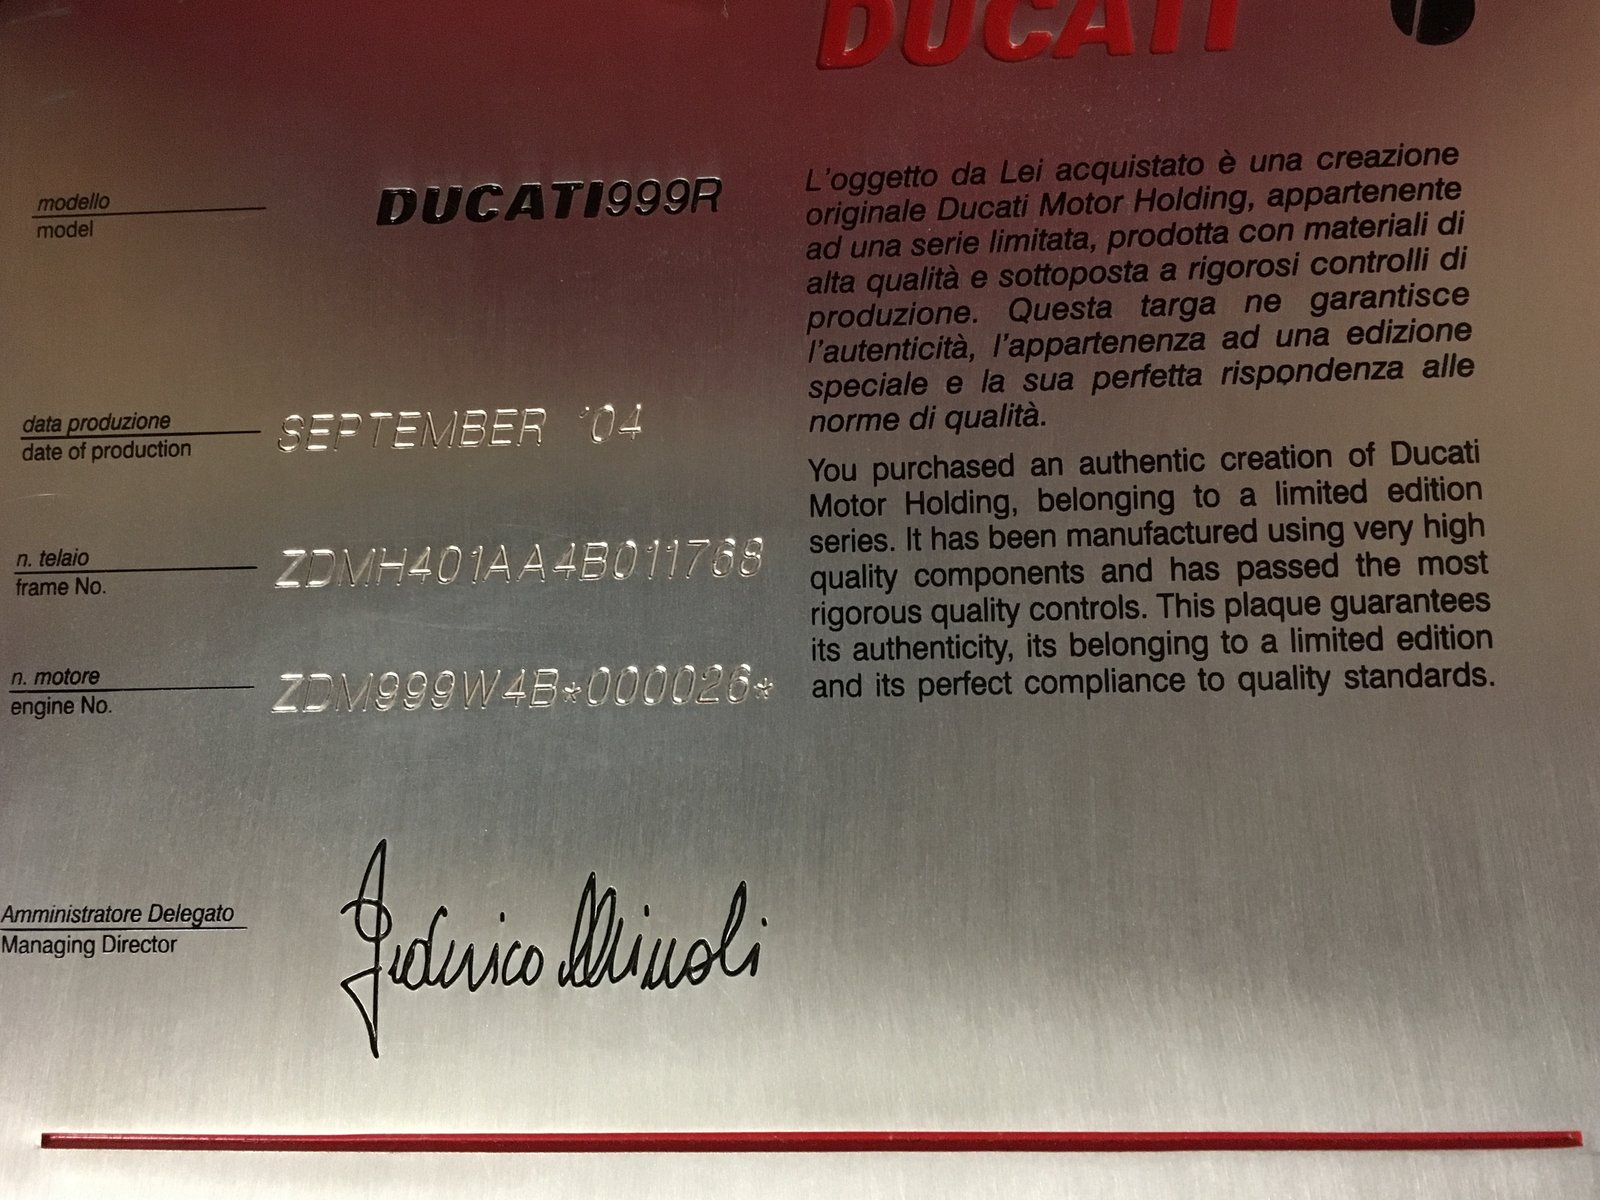 DUCATI
modello
model
DUCATI999R
data produzione
date of production
SEPTEMBER '04
n. telaio
frame No.
ZDMH401AA4B011768
n. motore
engine No.
ZDM999W4B*000026*
Amministratore Delegato
Managing Director
Federico Minoli
L'oggetto da Lei acquistato è una creazione
originale Ducati Motor Holding, appartenente
ad una serie limitata, prodotta con materiali di
alta qualità e sottoposta a rigorosi controlli di
produzione. Questa targa ne garantisce
l'autenticità, l'appartenenza ad una edizione
speciale e la sua perfetta rispondenza alle
norme di qualità.
You purchased an authentic creation of Ducati
Motor Holding, belonging to a limited edition
series. It has been manufactured using very high
quality components and has passed the most
rigorous quality controls. This plaque guarantees
its authenticity, its belonging to a limited edition
and its perfect compliance to quality standards.